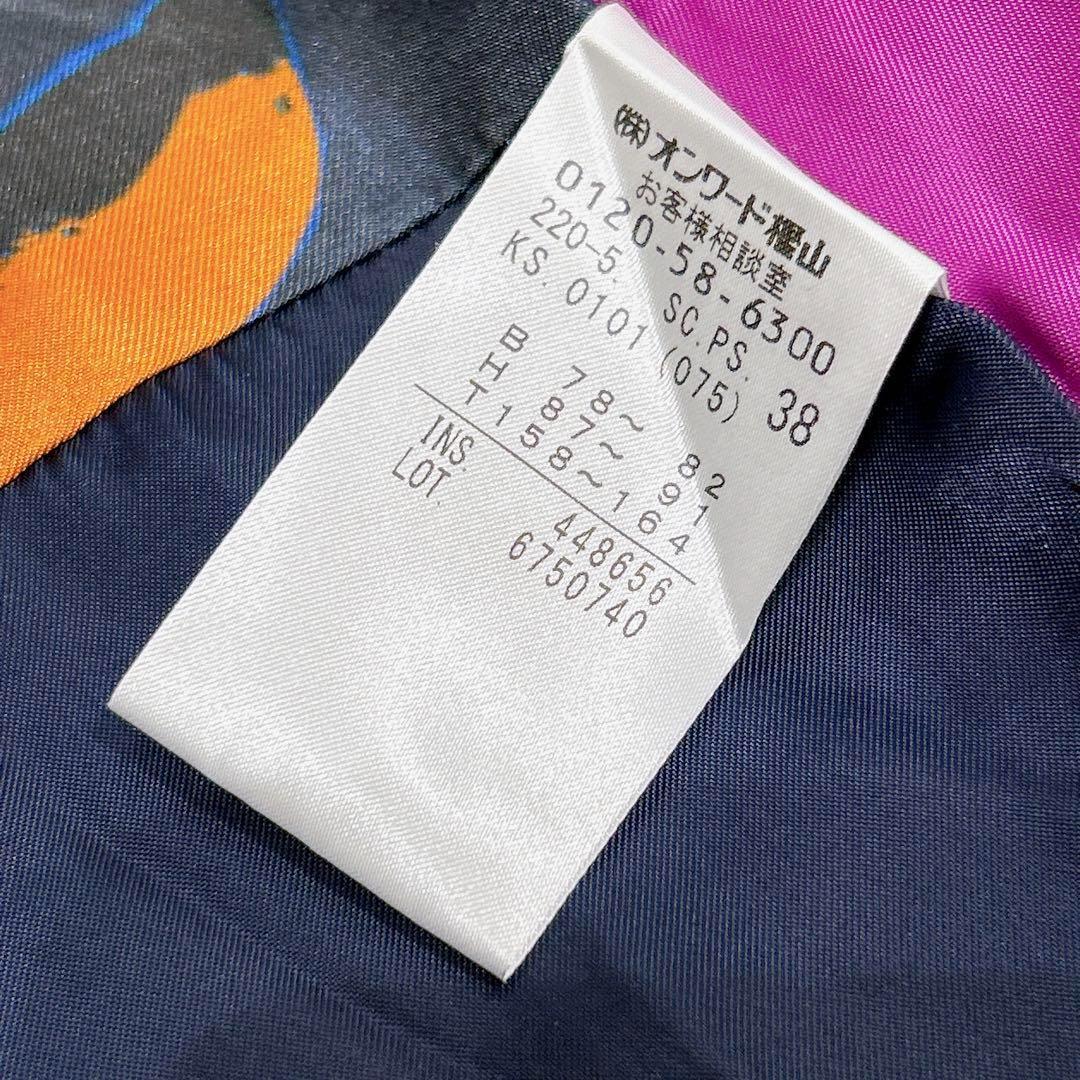 ㈱オンワード樫山
お客様相談室
0120-58-6300
220-5. SC.PS.
KS.0101(075) 38
B 78～ 82
H 87～ 91
T158～164
INS. 448656
LOT. 6750740